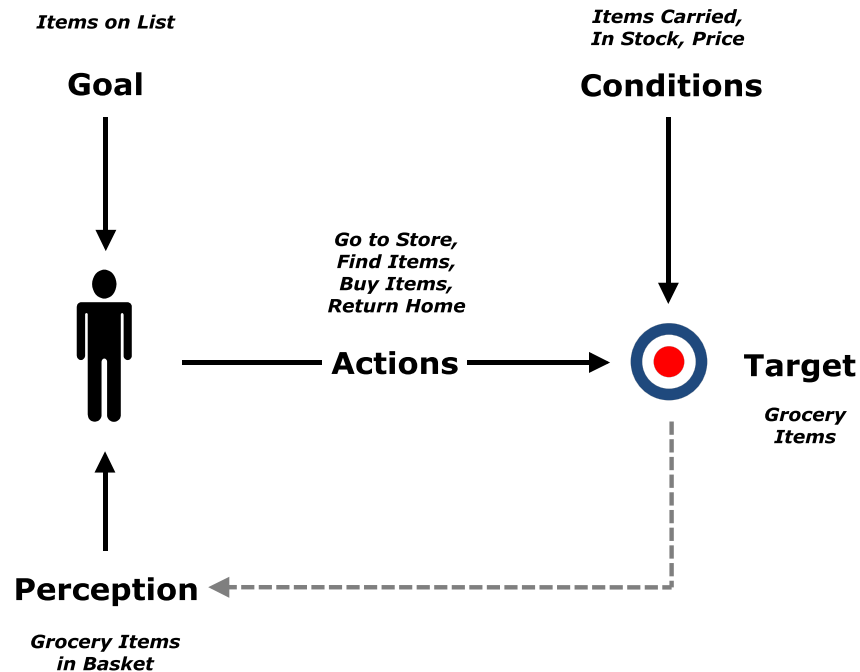 Items on List
Goal
Items Carried,
In Stock, Price
Conditions
Go to Store,
Find Items,
Buy Items,
Return Home
Actions
Target
Grocery
Items
Perception
Grocery Items
in Basket